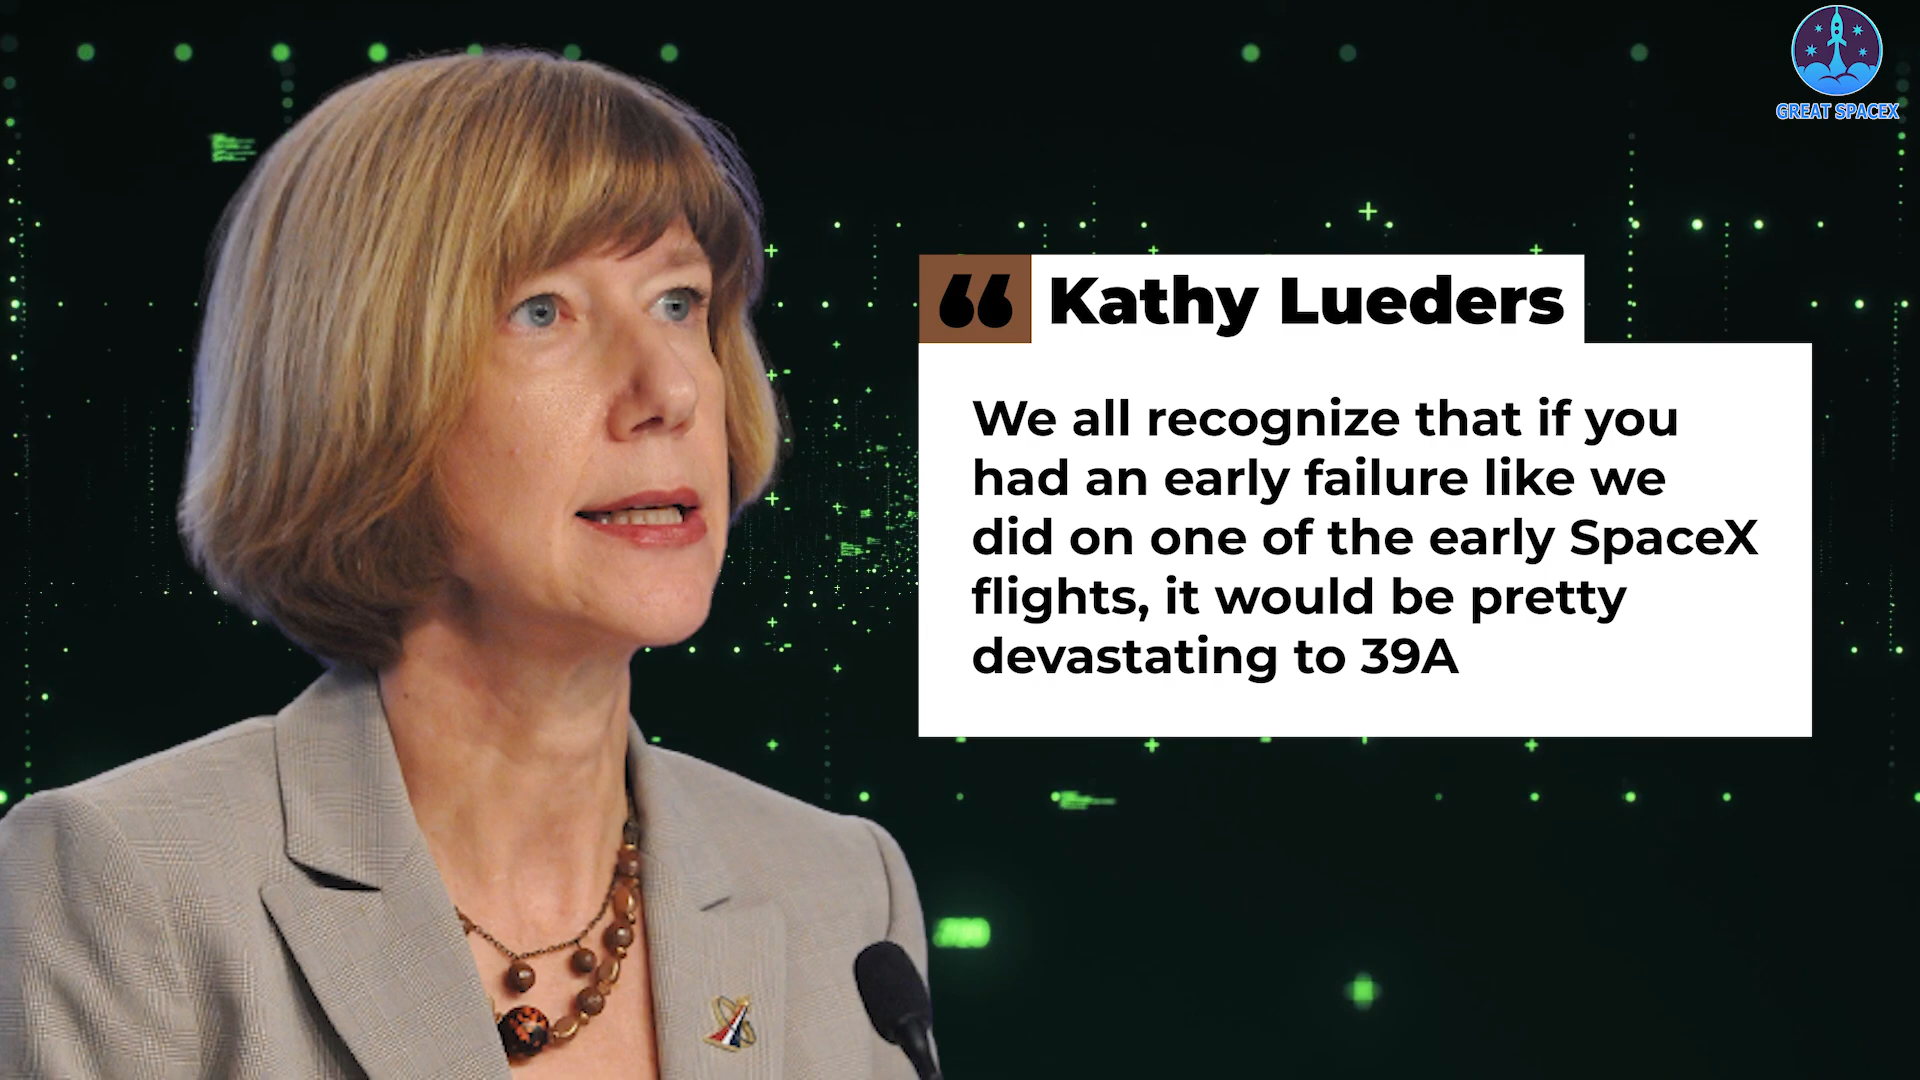 GREAT SPACEX
“ Kathy Lueders
We all recognize that if you
had an early failure like we
did on one of the early SpaceX
flights, it would be pretty
devastating to 39A